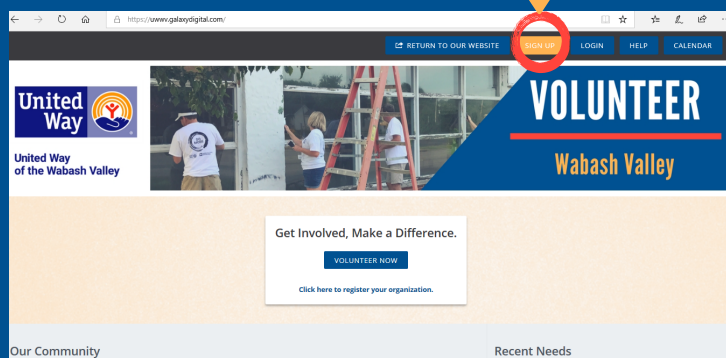 https://uwwv.galaxydigital.com/
RETURN TO OUR WEBSITE SIGN UP LOGIN HELP CALENDAR
United
Way
United Way
of the Wabash Valley
VOLUNTEER
Wabash Valley
Get Involved, Make a Difference.
VOLUNTEER NOW
Click here to register your organization.
Our Community Recent Needs